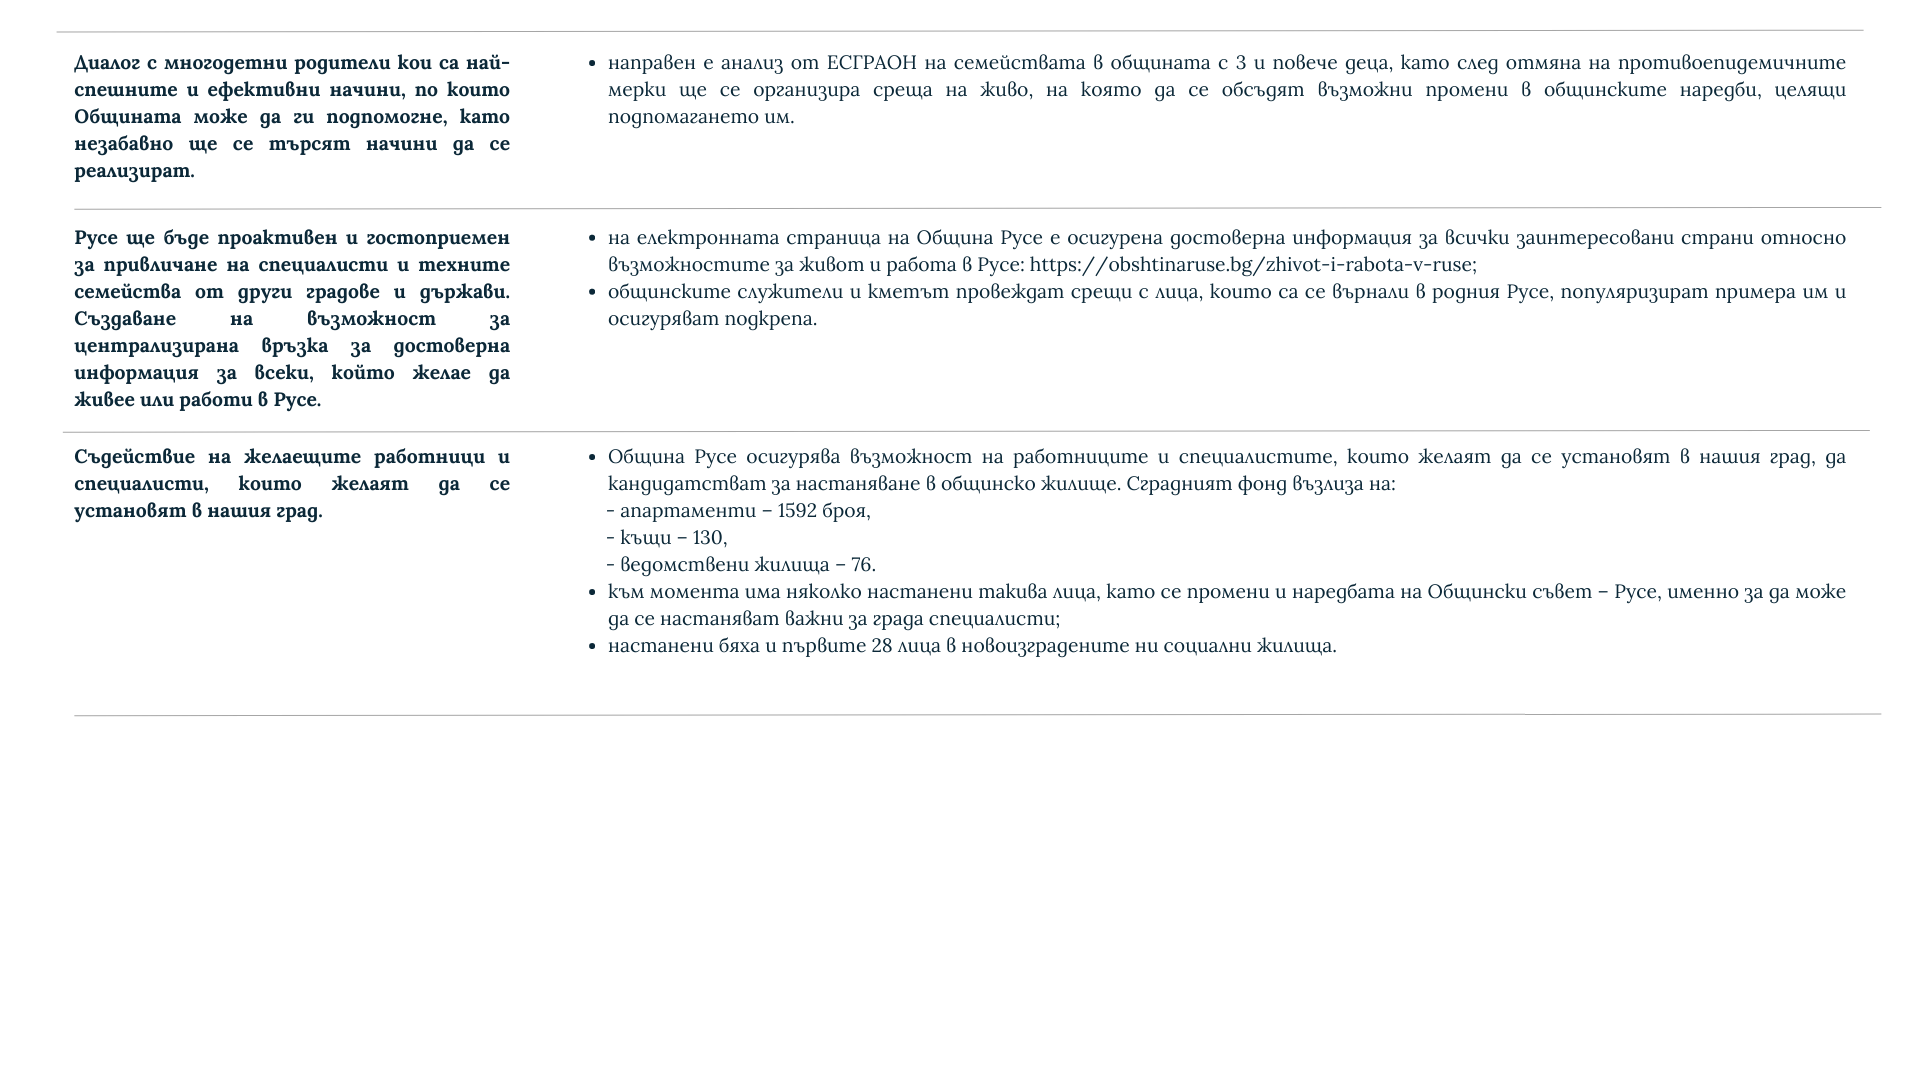 Диалог с многодетни родители кои са най-
спешните и ефективни начини, по които
Общината може да ги подпомогне, като
незабавно ще се търсят начини да се
реализират.
• направен е анализ от ЕСГРАОН на семействата в общината с 3 и повече деца, като след отмяна на противоепидемичните
мерки ще се организира среща на живо, на която да се обсъдят възможни промени в общинските наредби, целящи
подпомагането им.
Русе ще бъде проактивен и гостоприемен
за привличане на специалисти и техните
семейства от други градове и държави.
Създаване на възможност за
централизирана връзка за достоверна
информация за всеки, който желае да
живее или работи в Русе.
• на електронната страница на Община Русе е осигурена достоверна информация за всички заинтересовани страни относно
възможностите за живот и работа в Русе: https://obshtinaruse.bg/zhivot-i-rabota-v-ruse;
• общинските служители и кметът провеждат срещи с лица, които са се върнали в родния Русе, популяризират примера им и
осигуряват подкрепа.
Съдействие на желаещите работници и
специалисти, които желаят да се
установят в нашия град.
• Община Русе осигурява възможност на работниците и специалистите, които желаят да се установят в нашия град, да
кандидатстват за настаняване в общинско жилище. Сградният фонд възлиза на:
- апартаменти – 1592 броя,
- къщи – 130,
- ведомствени жилища – 76.
• към момента има няколко настанени такива лица, като се промени и наредбата на Общински съвет – Русе, именно за да може
да се настаняват важни за града специалисти;
• настанени бяха и първите 28 лица в новоизградените ни социални жилища.